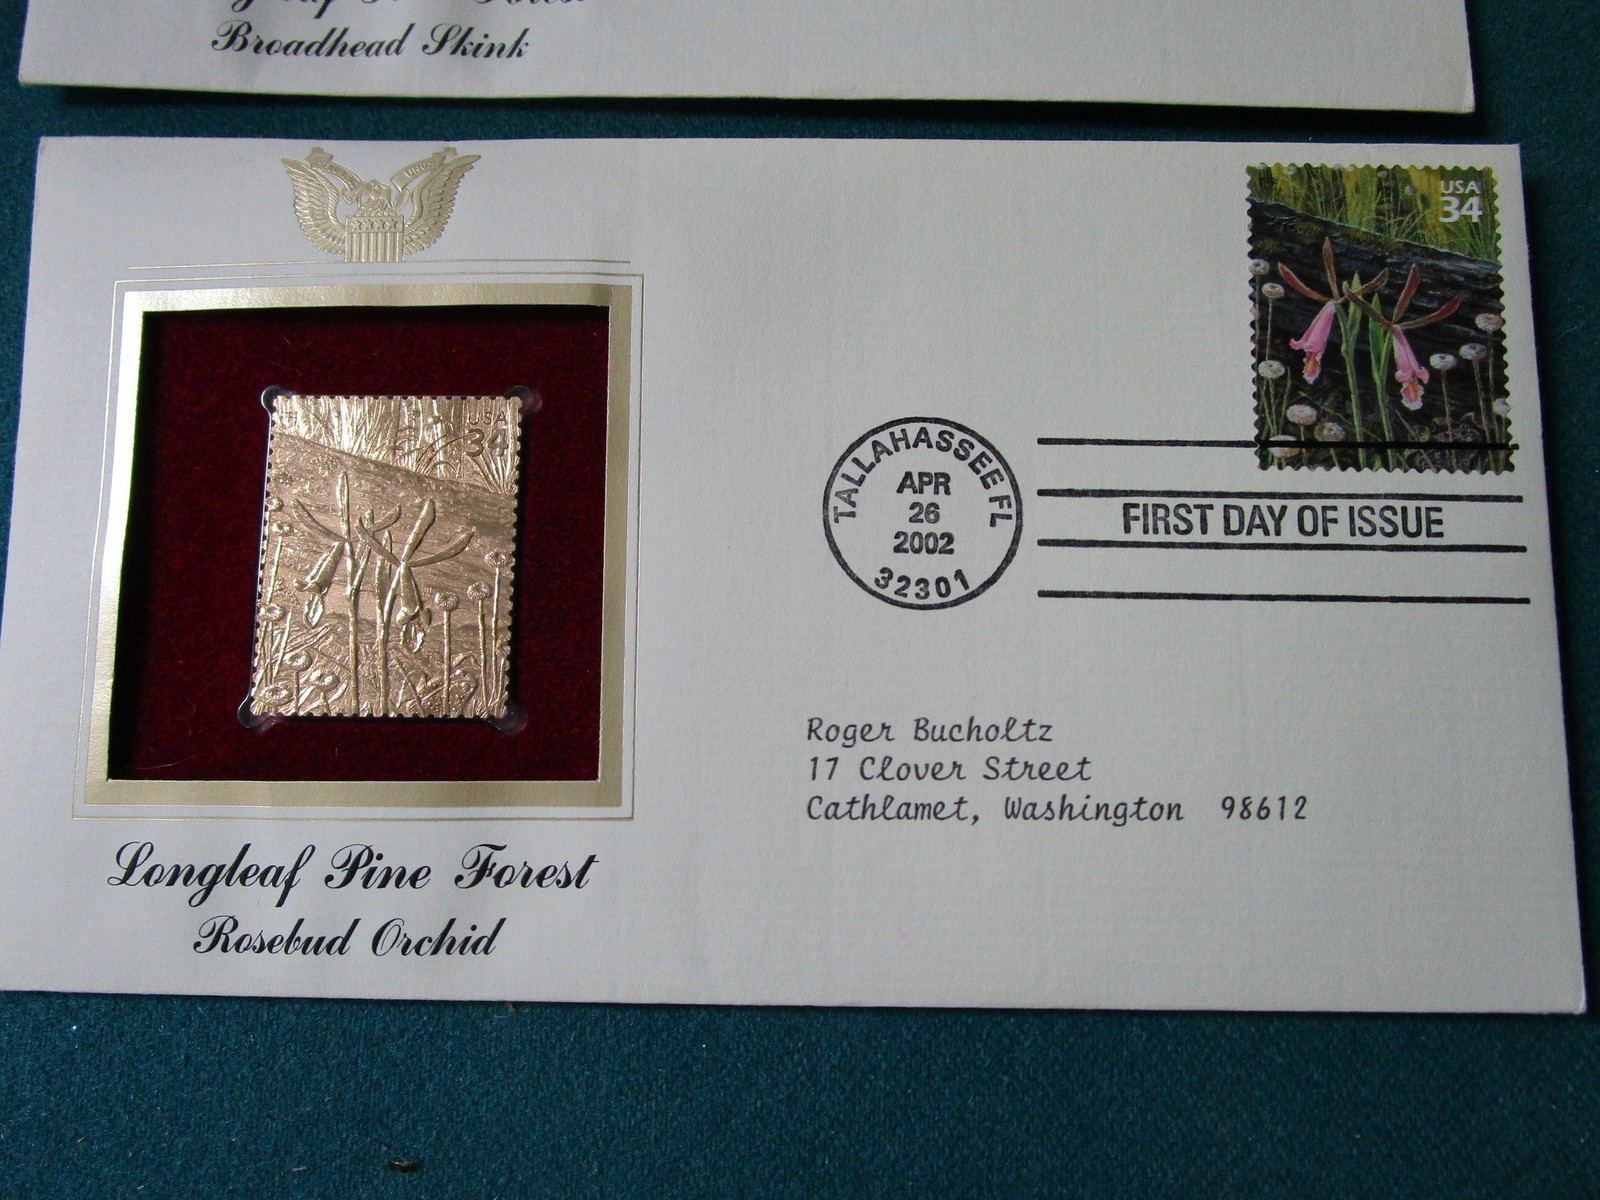 Broadhead Skink
UNUM
USA
34
USA
34
TALLAHASSEE FL
APR
26
2002
32301
FIRST DAY OF ISSUE
Roger Bucholtz
17 Clover Street
Cathlamet, Washington 98612
Longleaf Pine Forest
Rosebud Orchid